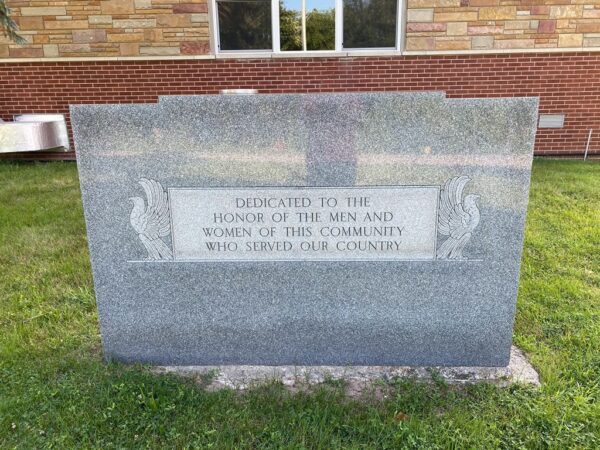 DEDICATED TO THE
HONOR OF THE MEN AND
WOMEN OF THIS COMMUNITY
WHO SERVED OUR COUNTRY